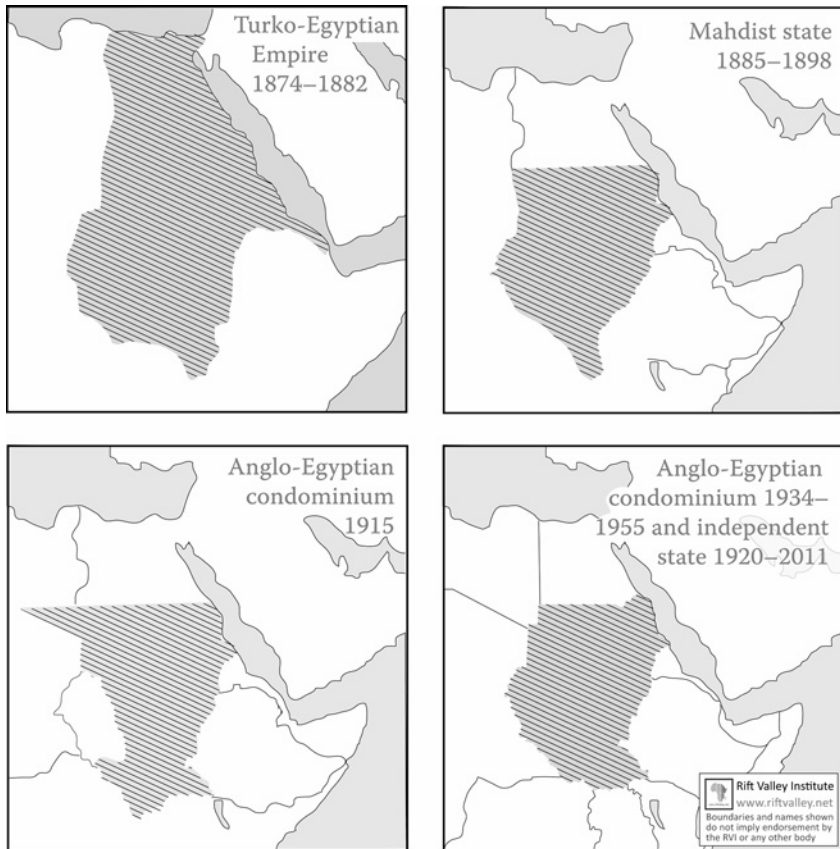 Turko-Egyptian
Empire
1874–1882
Mahdist state
1885–1898
Anglo-Egyptian
condominium
1915
Anglo-Egyptian
condominium 1934–
1955 and independent
state 1920–2011
Rift Valley Institute
www.riftvalley.net
Boundaries and names shown
do not imply endorsement by
the RVI or any other body